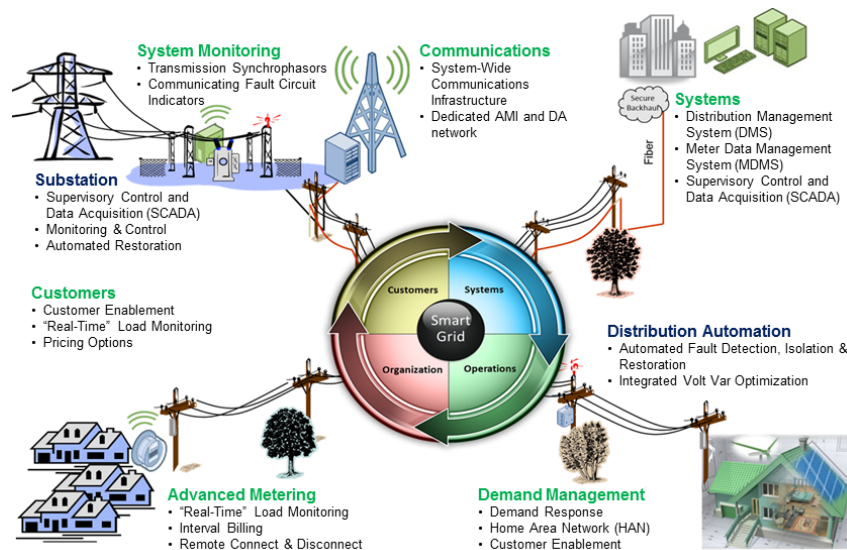 System Monitoring
• Transmission Synchrophasors
• Communicating Fault Circuit
Indicators
Communications
• System-Wide
Communications
Infrastructure
• Dedicated AMI and DA
network
Secure
Backhaul
Fiber
Systems
• Distribution Management
System (DMS)
• Meter Data Management
System (MDMS)
• Supervisory Control and
Data Acquisition (SCADA)
Substation
• Supervisory Control and
Data Acquisition (SCADA)
• Monitoring & Control
• Automated Restoration
Customers
• Customer Enablement
• “Real-Time” Load Monitoring
• Pricing Options
Customers
Systems
Smart
Grid
Organization
Operations
Distribution Automation
• Automated Fault Detection, Isolation &
Restoration
• Integrated Volt Var Optimization
Advanced Metering
• “Real-Time” Load Monitoring
• Interval Billing
• Remote Connect & Disconnect
Demand Management
• Demand Response
• Home Area Network (HAN)
• Customer Enablement